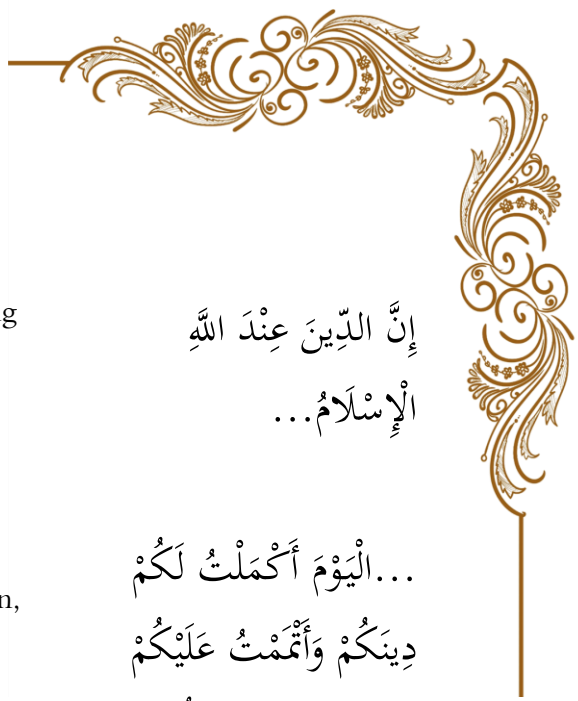 إِنَّ الدِّينَ عِنْدَ اللَّهِ
الْإِسْلَامُ...
...الْيَوْمَ أَكْمَلْتُ لَكُمْ
دِينَكُمْ وَأَتْمَمْتُ عَلَيْكُمْ